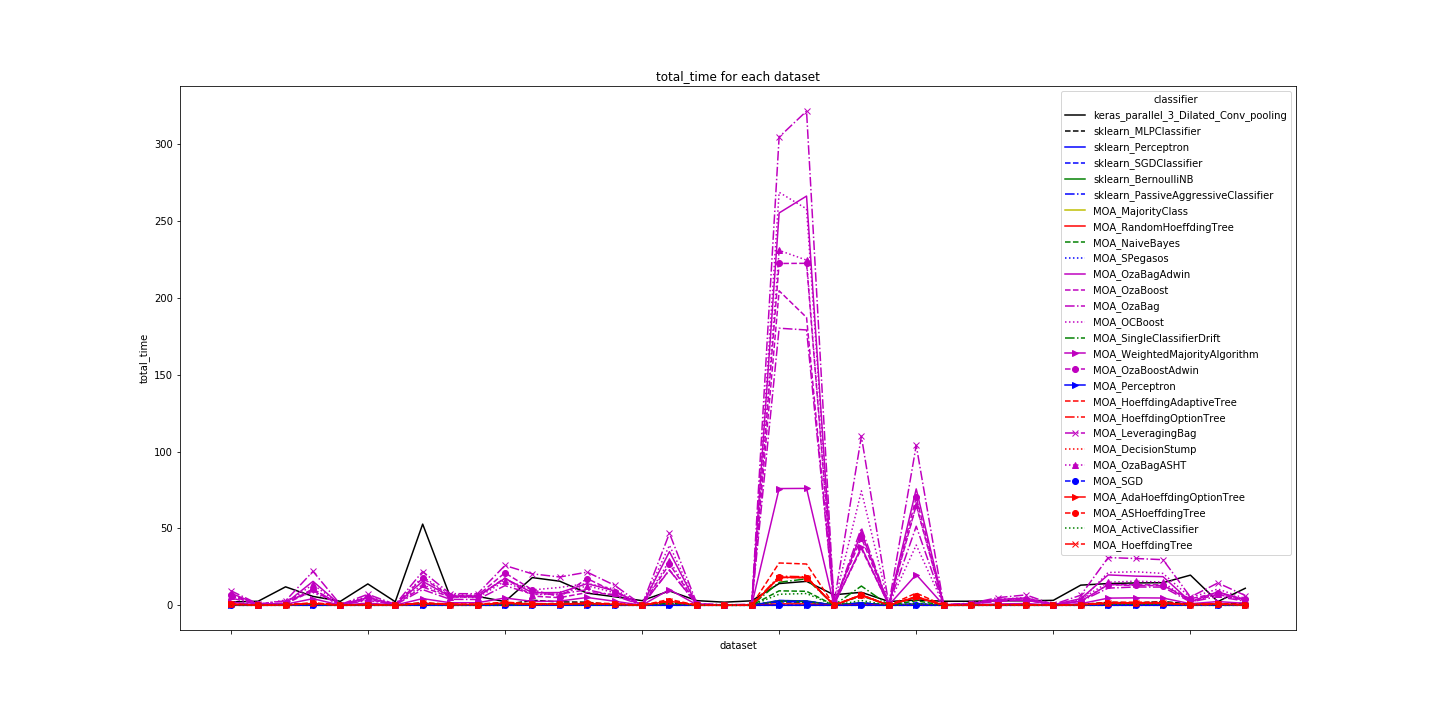 total_time for each dataset
total_time
300
250
200
150
100
50
0
dataset
classifier
keras_parallel_3_Dilated_Conv_pooling
sklearn_MLPClassifier
sklearn_Perceptron
sklearn_SGDClassifier
sklearn_BernoulliNB
sklearn_PassiveAggressiveClassifier
MOA_MajorityClass
MOA_RandomHoeffdingTree
MOA_NaiveBayes
MOA_SPegasos
MOA_OzaBagAdwin
MOA_OzaBoost
MOA_OzaBag
MOA_OCBoost
MOA_SingleClassifierDrift
MOA_WeightedMajorityAlgorithm
MOA_OzaBoostAdwin
MOA_Perceptron
MOA_HoeffdingAdaptiveTree
MOA_HoeffdingOptionTree
MOA_LeveragingBag
MOA_DecisionStump
MOA_OzaBagASHT
MOA_SGD
MOA_AdaHoeffdingOptionTree
MOA_ASHoeffdingTree
MOA_ActiveClassifier
MOA_HoeffdingTree